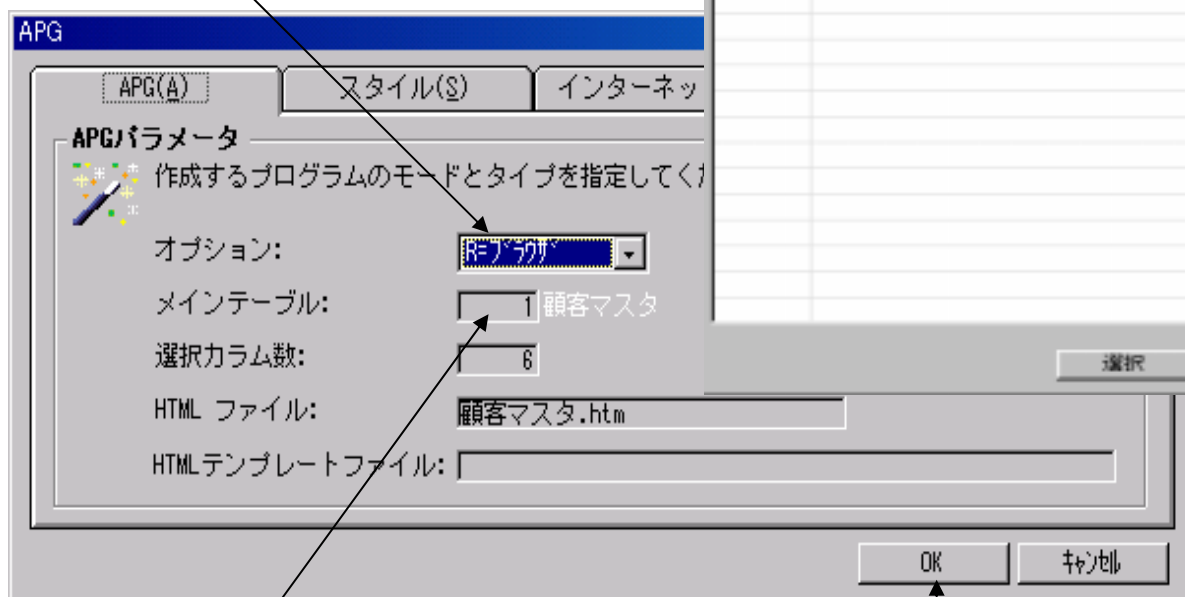 APG
APG(A)
スタイル(S)
インターネッ
APGパラメータ
作成するプログラムのモードとタイプを指定してくだ
オプション:
R=ブラウザ
メインテーブル:
1 顧客マスタ
選択カラム数:
6
選択
HTML ファイル:
顧客マスタ.htm
HTMLテンプレートファイル:
OK
キャンセル